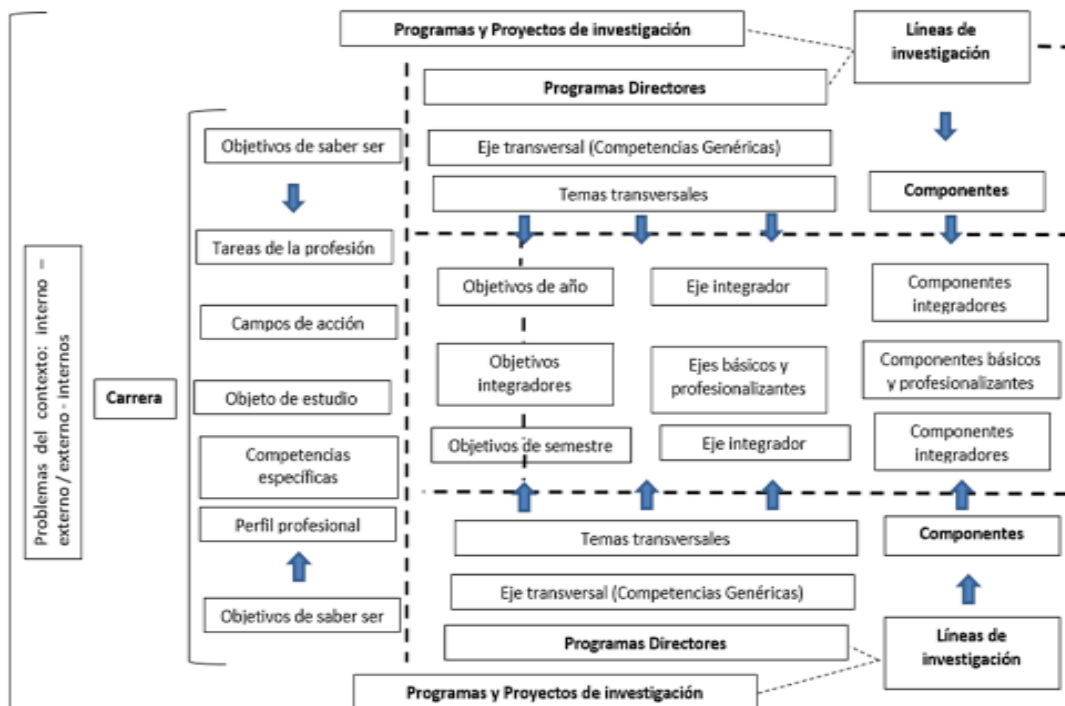 Programas y Proyectos de investigación
Líneas de
investigación
Programas Directores
Objetivos de saber ser
Eje transversal (Competencias Genéricas)
Temas transversales
Componentes
Tareas de la profesión
Objetivos de año
Eje integrador
Componentes
integradores
Campos de acción
Problemas del contexto: interno –
externo / externo - internos
Carrera
Objeto de estudio
Objetivos
integradores
Ejes básicos y
profesionalizantes
Componentes básicos
y profesionalizantes
Competencias
específicas
Objetivos de semestre
Eje integrador
Componentes
integradores
Perfil profesional
Temas transversales
Componentes
Objetivos de saber ser
Eje transversal (Competencias Genéricas)
Programas Directores
Líneas de
investigación
Programas y Proyectos de investigación